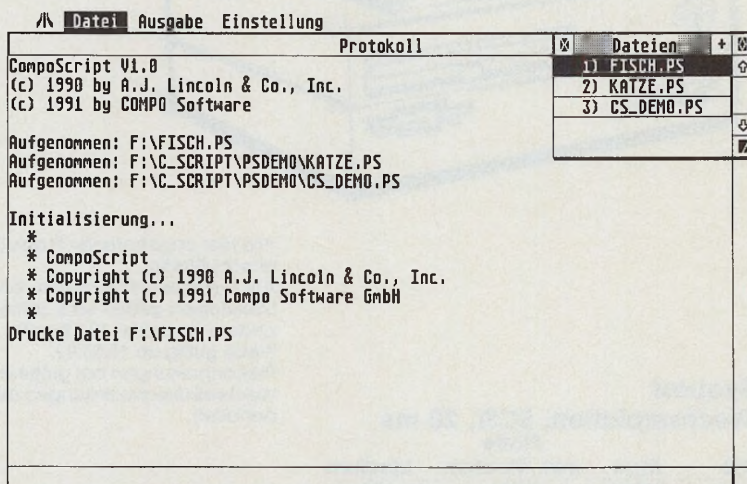 Datei Ausgabe Einstellung
Protokoll
Dateien
CompoScript V1.0
(c) 1990 by A.J. Lincoln & Co., Inc.
(c) 1991 by COMPO Software
Aufgenommen: F:\FISCH.PS
Aufgenommen: F:\C_SCRIPT\PSDEMO\KATZE.PS
Aufgenommen: F:\C_SCRIPT\PSDEMO\CS_DEMO.PS
Initialisierung...
*
* CompoScript
* Copyright (c) 1990 A.J. Lincoln & Co., Inc.
* Copyright (c) 1991 Compo Software GmbH
*
Drucke Datei F:\FISCH.PS
1) FISCH.PS
2) KATZE.PS
3) CS_DEMO.PS